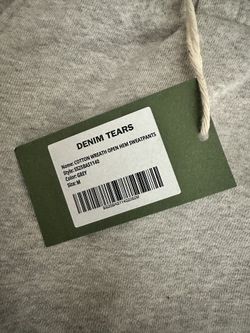 DENIM TEARS
Name: COTTON WREATH OPEN HEM SWEATPANTS
Color: GREY
Size: M